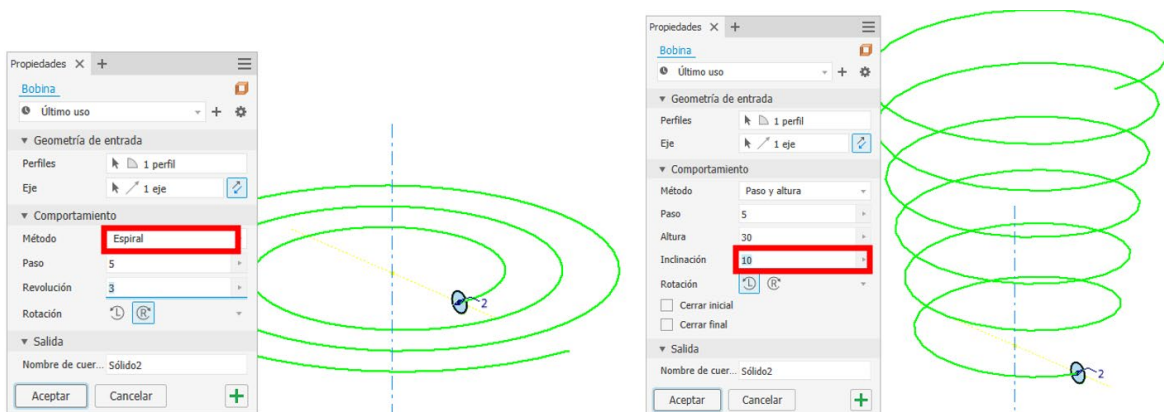 Propiedades × +
Bobina
Último uso
Geometría de entrada
Perfiles 1 perfil
Eje 1 eje
Comportamiento
Método Espiral
Paso 5
Revolución 3
Rotación
Salida
Nombre de cuer... Sólido2
Aceptar Cancelar +
2
Propiedades × +
Bobina
Último uso
Geometría de entrada
Perfiles 1 perfil
Eje 1 eje
Comportamiento
Método Paso y altura
Paso 5
Altura 30
Inclinación 10
Rotación
Cerrar inicial
Cerrar final
Salida
Nombre de cuer... Sólido2
Aceptar Cancelar +
2